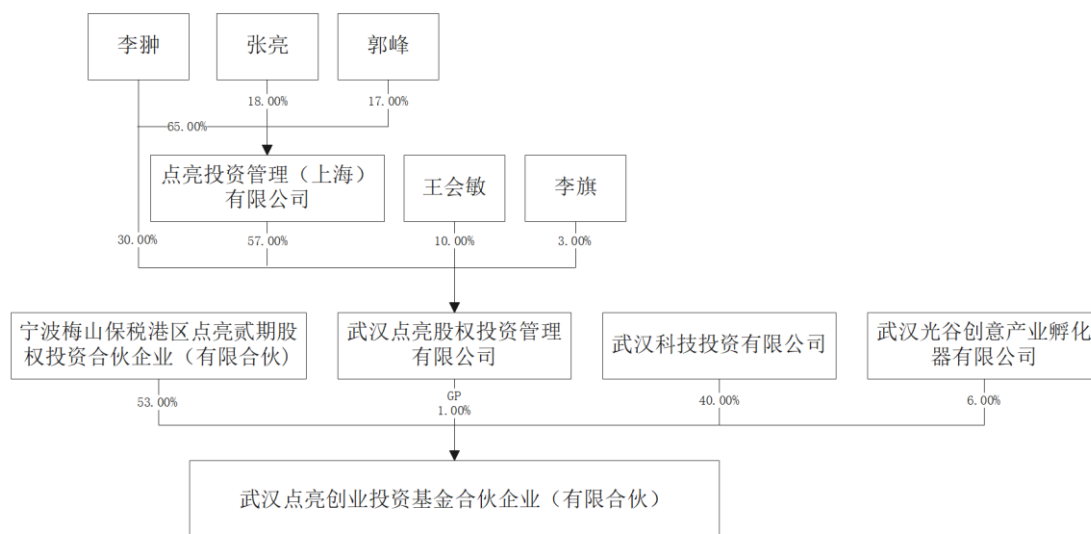 李翀
张亮
郭峰
18.00%
17.00%
65.00%
点亮投资管理（上海）
有限公司
王会敏
李旗
30.00%
57.00%
10.00%
3.00%
宁波梅山保税港区点亮贰期股
权投资合伙企业（有限合伙）
武汉点亮股权投资管理
有限公司
武汉科技投资有限公司
武汉光谷创意产业孵化
器有限公司
53.00%
GP
1.00%
40.00%
6.00%
武汉点亮创业投资基金合伙企业（有限合伙）